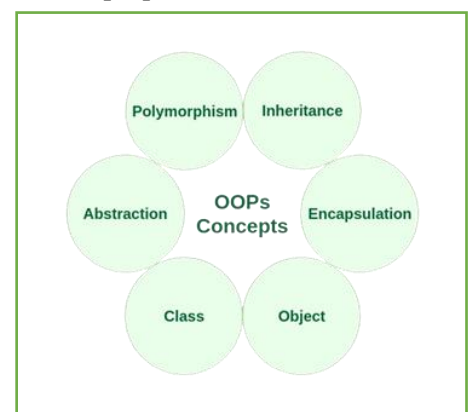 Polymorphism
Inheritance
Abstraction
OOPs
Concepts
Encapsulation
Class
Object